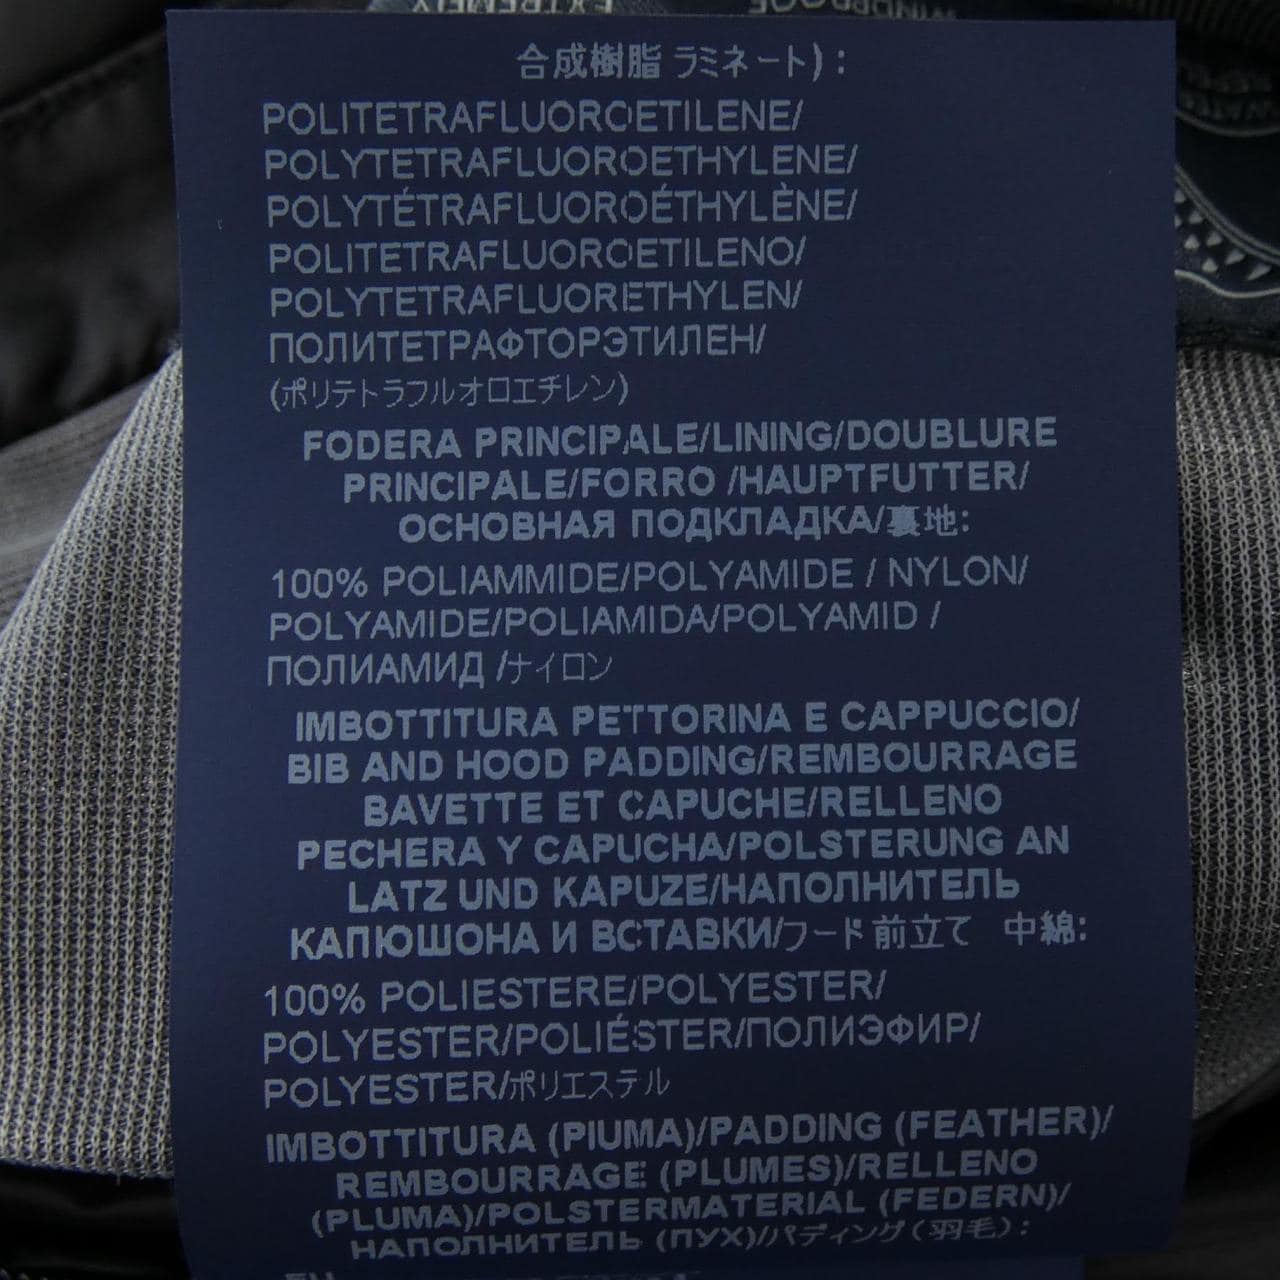 合成樹脂 ラミネート):
POLITETRAFLUOROETILENE/
POLYTETRAFLUOROETHYLENE/
POLYTÉTRAFLUOROÉTHYLÈNE/
POLITETRAFLUOROETILENO/
POLYTETRAFLUORETHYLEN/
ПОЛИТЕТРАФТОРЭТИЛЕН/
(ポリテトラフルオロエチレン)
FODERA PRINCIPALE/LINING/DOUBLURE
PRINCIPALE/FORRO /HAUPTFUTTER/
ОСНОВНАЯ ПОДКЛАДКА/裏地:
100% POLIAMMIDE/POLYAMIDE / NYLON/
POLYAMIDE/POLIAMIDA/POLYAMID /
ПОЛИАМИД /ナイロン
IMBOTTITURA PETTORINA E CAPPUCCIO/
BIB AND HOOD PADDING/REMBOURRAGE
BAVETTE ET CAPUCHE/RELLENO
PECHERA Y CAPUCHA/POLSTERUNG AN
LATZ UND KAPUZE/НАПОЛНИТЕЛЬ
КАПЮШОНА И ВСТАВКИ/フード前立て 中綿:
100% POLIESTERE/POLYESTER/
POLYESTER/POLIÉSTER/ПОЛИЭФИР/
POLYESTER/ポリエステル
IMBOTTITURA (PIUMA)/PADDING (FEATHER)/
REMBOURRAGE (PLUMES)/RELLENO
(PLUMA)/POLSTERMATERIAL (FEDERN)/
НАПОЛНИТЕЛЬ (ПУХ)/パディング(羽毛):
EXTREMELY
WINDPROOF